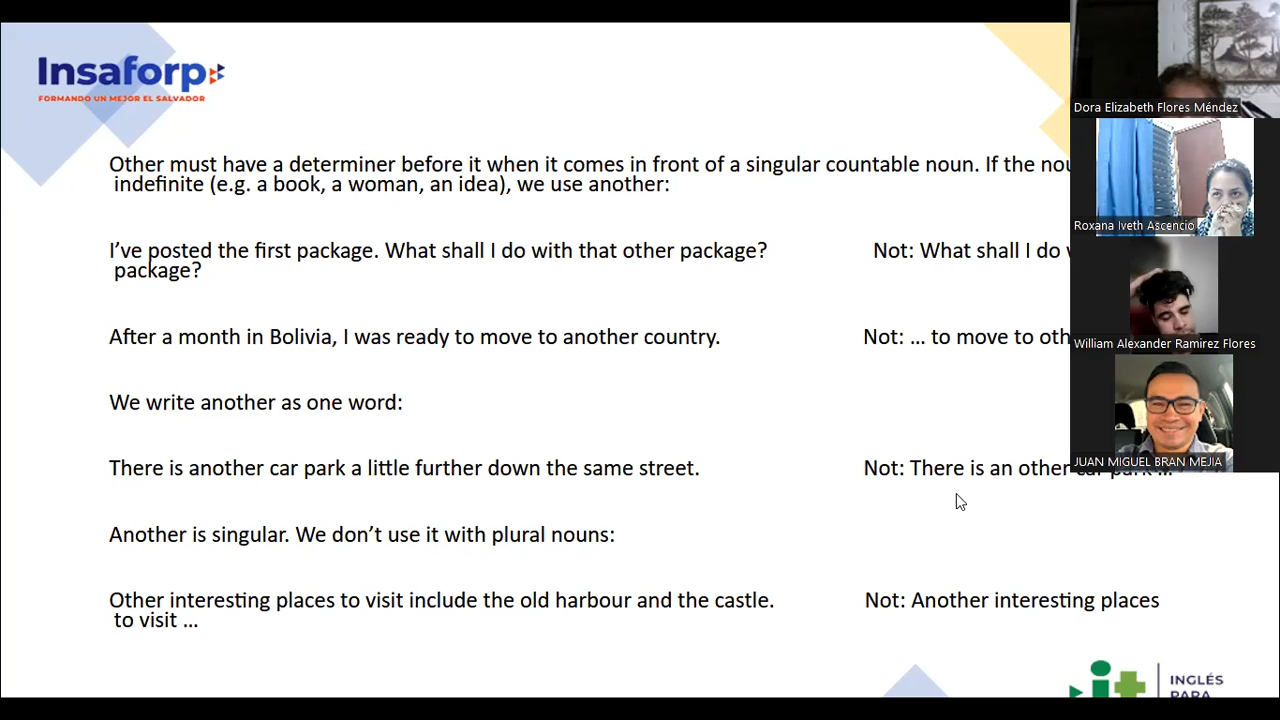 Insaforp
FORMANDO UN MEJOR EL SALVADOR
Other must have a determiner before it when it comes in front of a singular countable noun. If the
indefinite (e.g. a book, a woman, an idea), we use another:
I’ve posted the first package. What shall I do with that other package? Not: What shall I do
package?
After a month in Bolivia, I was ready to move to another country. Not: … to move to
We write another as one word:
There is another car park a little further down the same street. Not: There is an other car park ...
Another is singular. We don’t use it with plural nouns:
Other interesting places to visit include the old harbour and the castle. Not: Another interesting places
to visit …
Dora Elizabeth Flores Méndez
Roxana Iveth Ascencio
William Alexander Ramirez Flores
JUAN MIGUEL BRAN MEJIA
it
INGLÉS
PARA